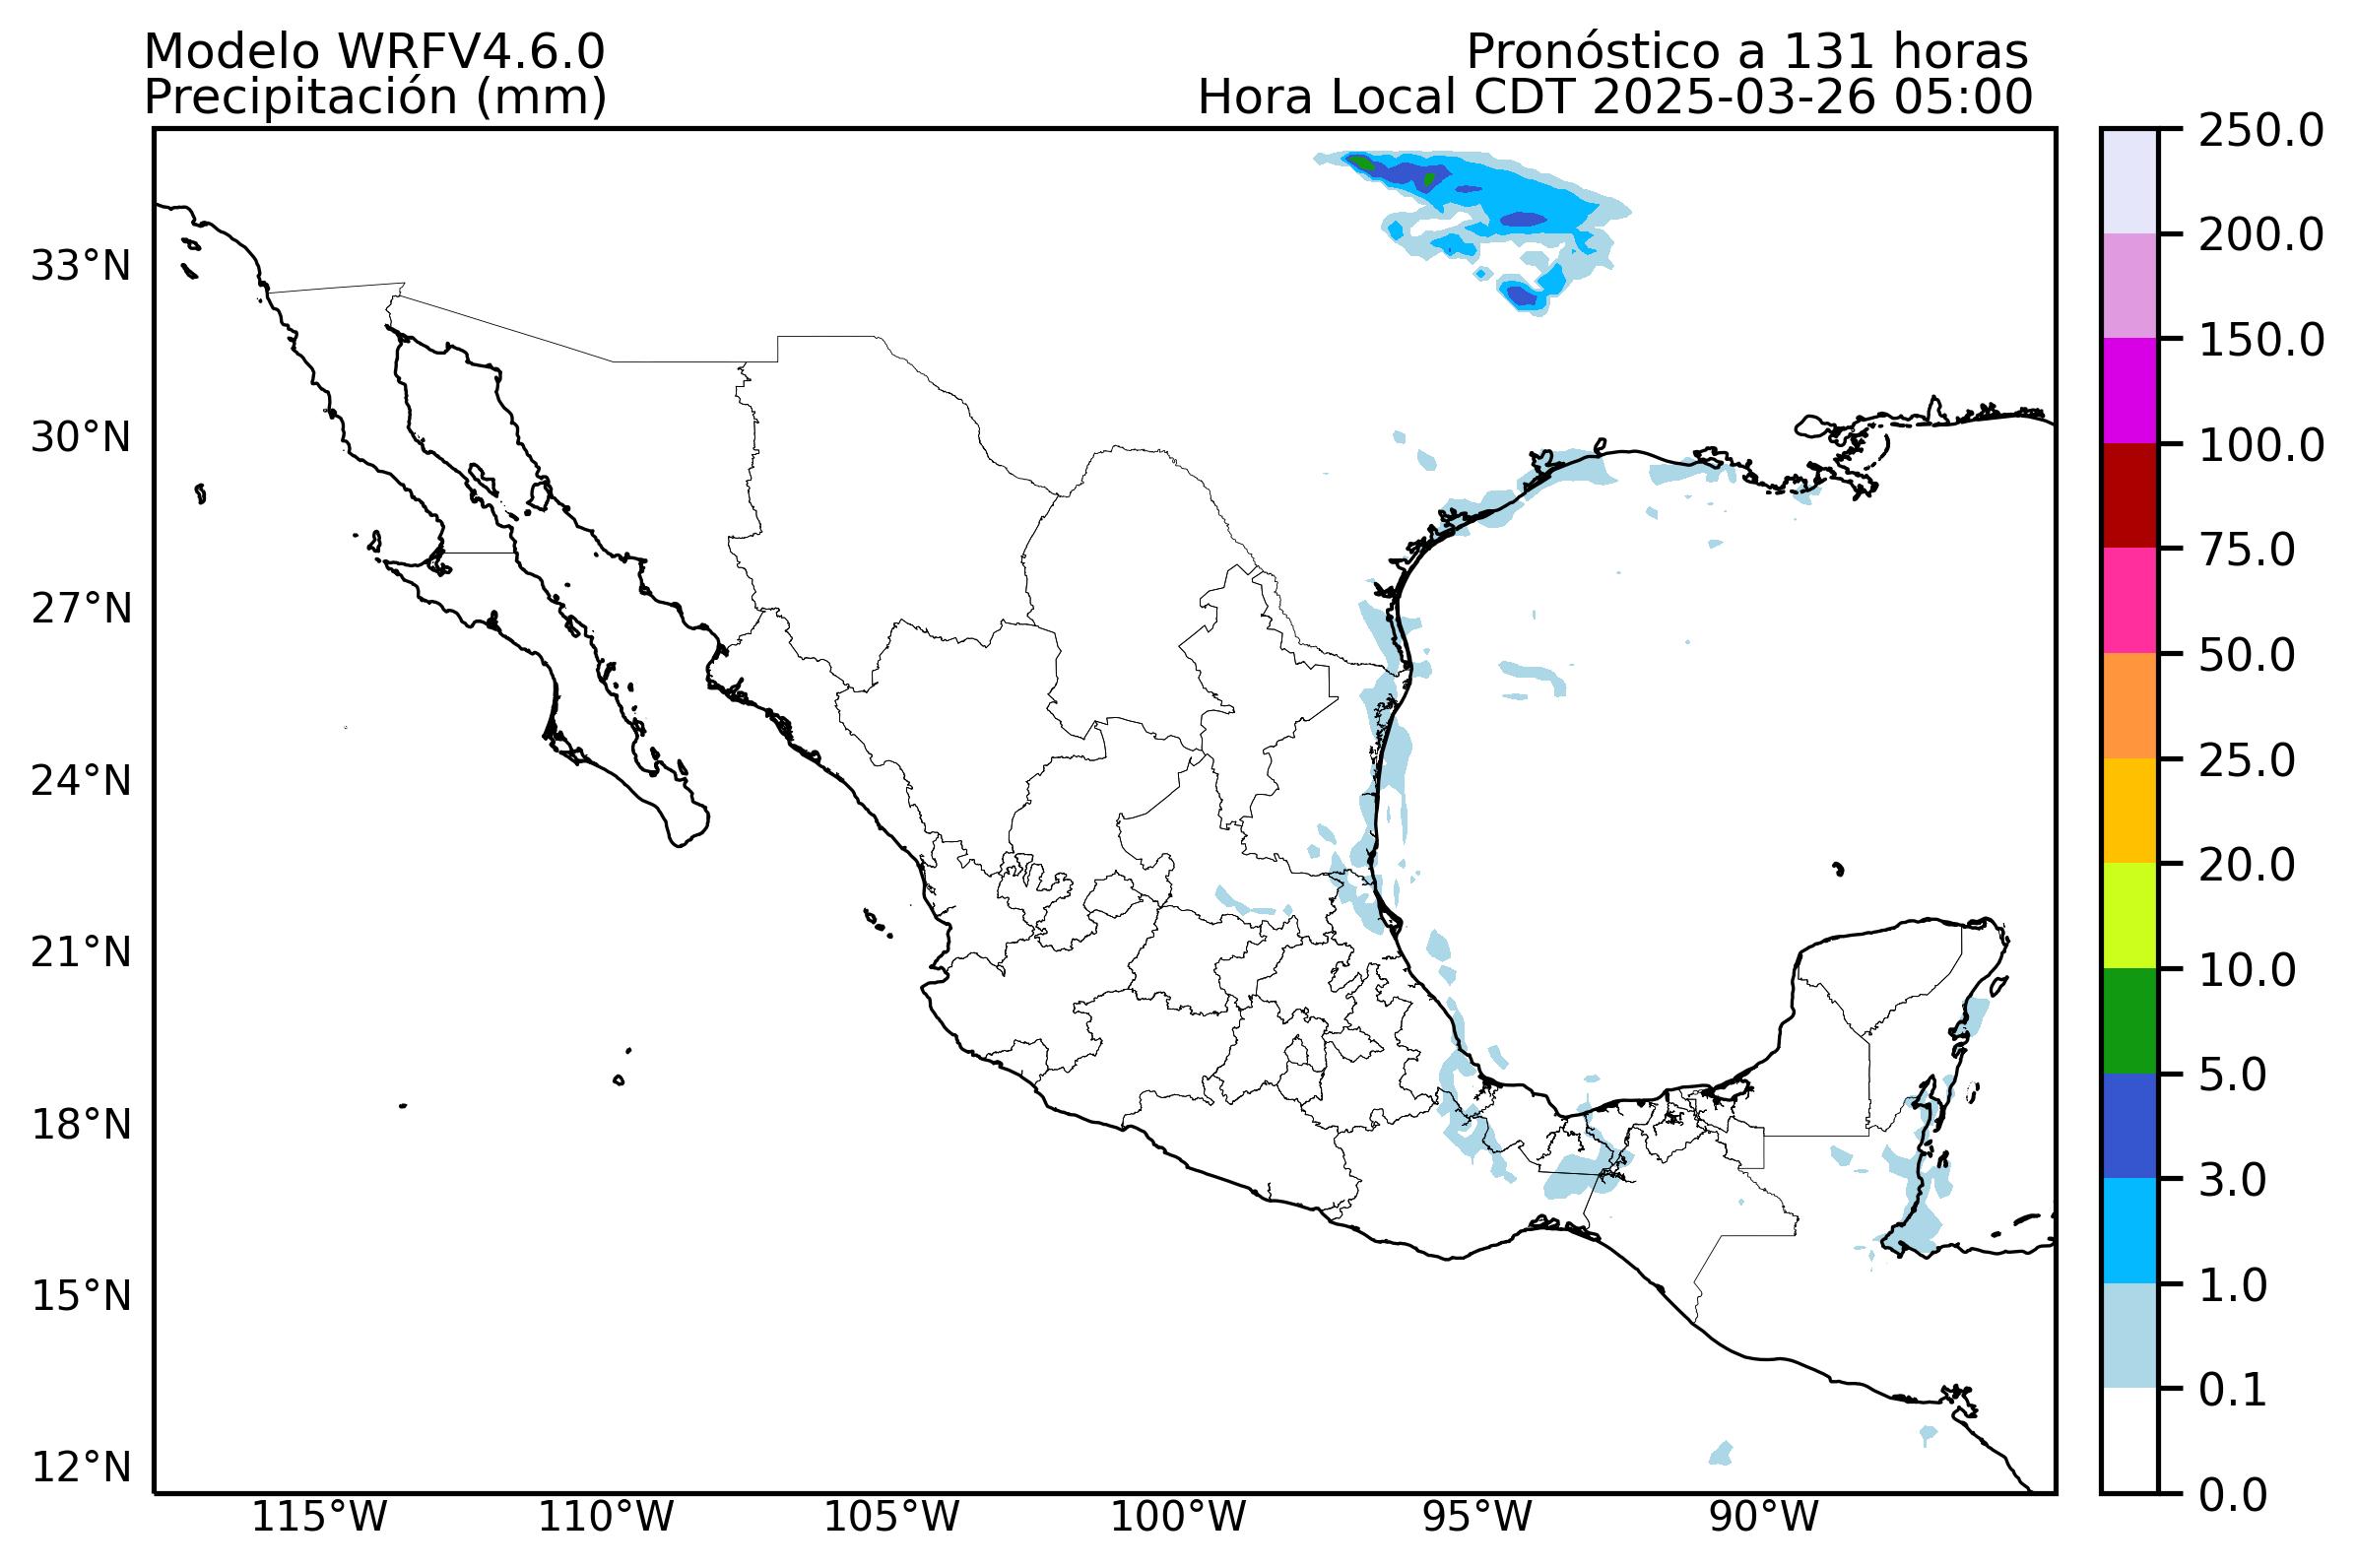 Modelo WRFV4.6.0
Precipitación (mm)
Pronóstico a 131 horas
Hora Local CDT 2025-03-26 05:00
33°N
30°N
27°N
24°N
21°N
18°N
15°N
12°N
115°W
110°W
105°W
100°W
95°W
90°W
250.0
200.0
150.0
100.0
75.0
50.0
25.0
20.0
10.0
5.0
3.0
1.0
0.1
0.0